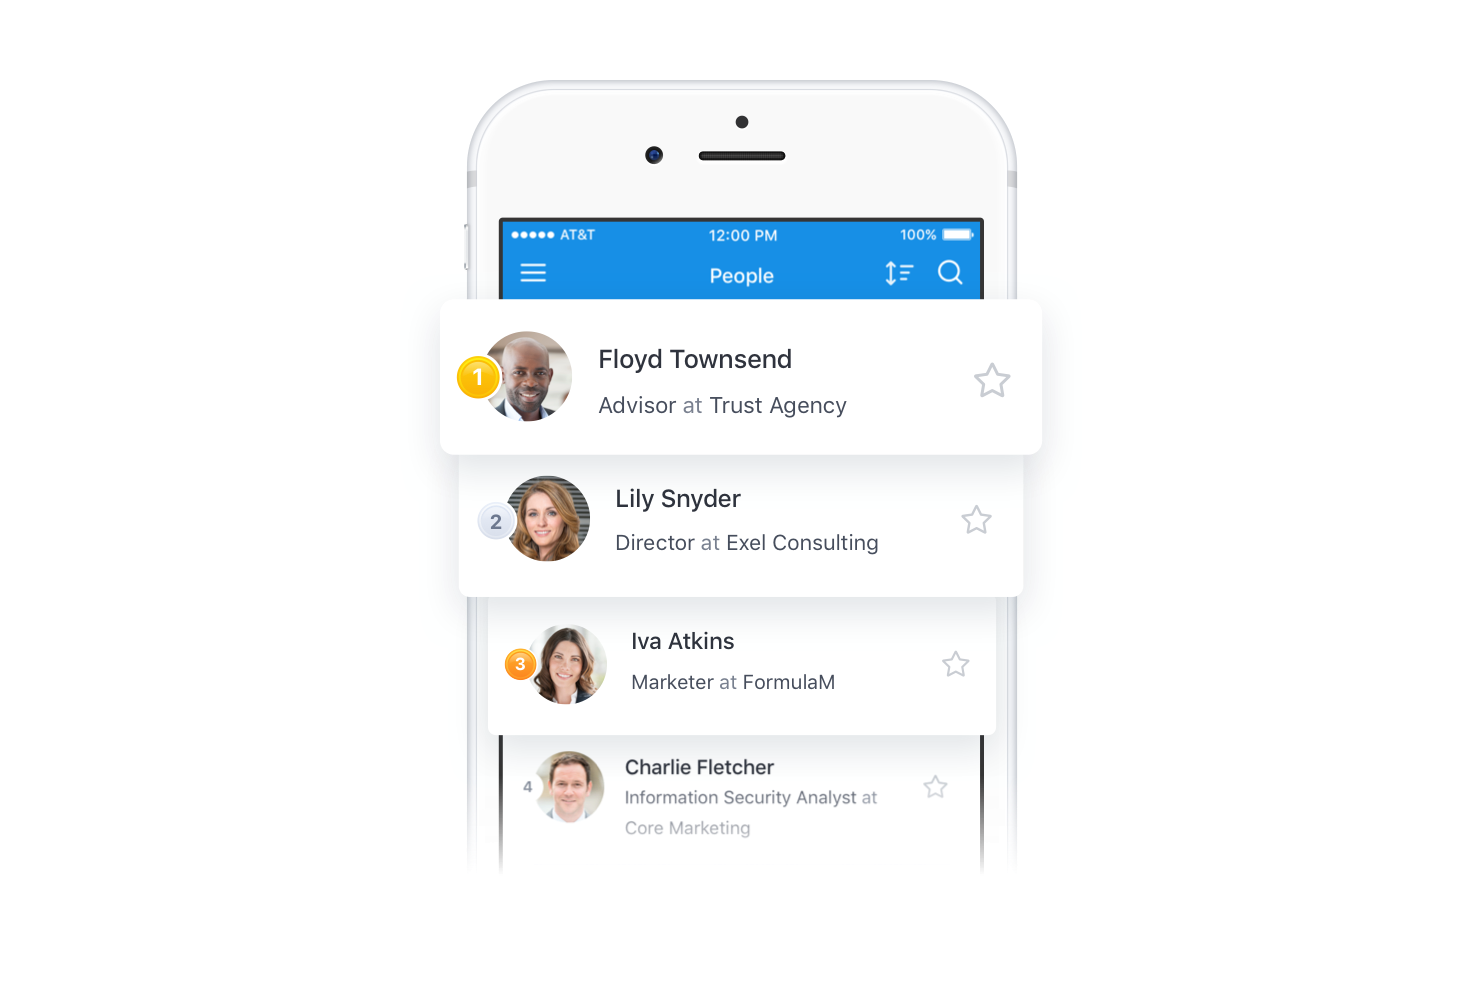 AT&T 12:00 PM 100%
People
1
Floyd Townsend
Advisor at Trust Agency
2
Lily Snyder
Director at Exel Consulting
3
Iva Atkins
Marketer at FormulaM
4
Charlie Fletcher
Information Security Analyst at
Core Marketing